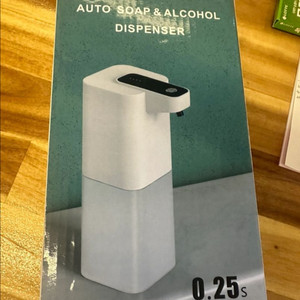 AUTO SOAP & ALCOHOL
DISPENSER
0.25s